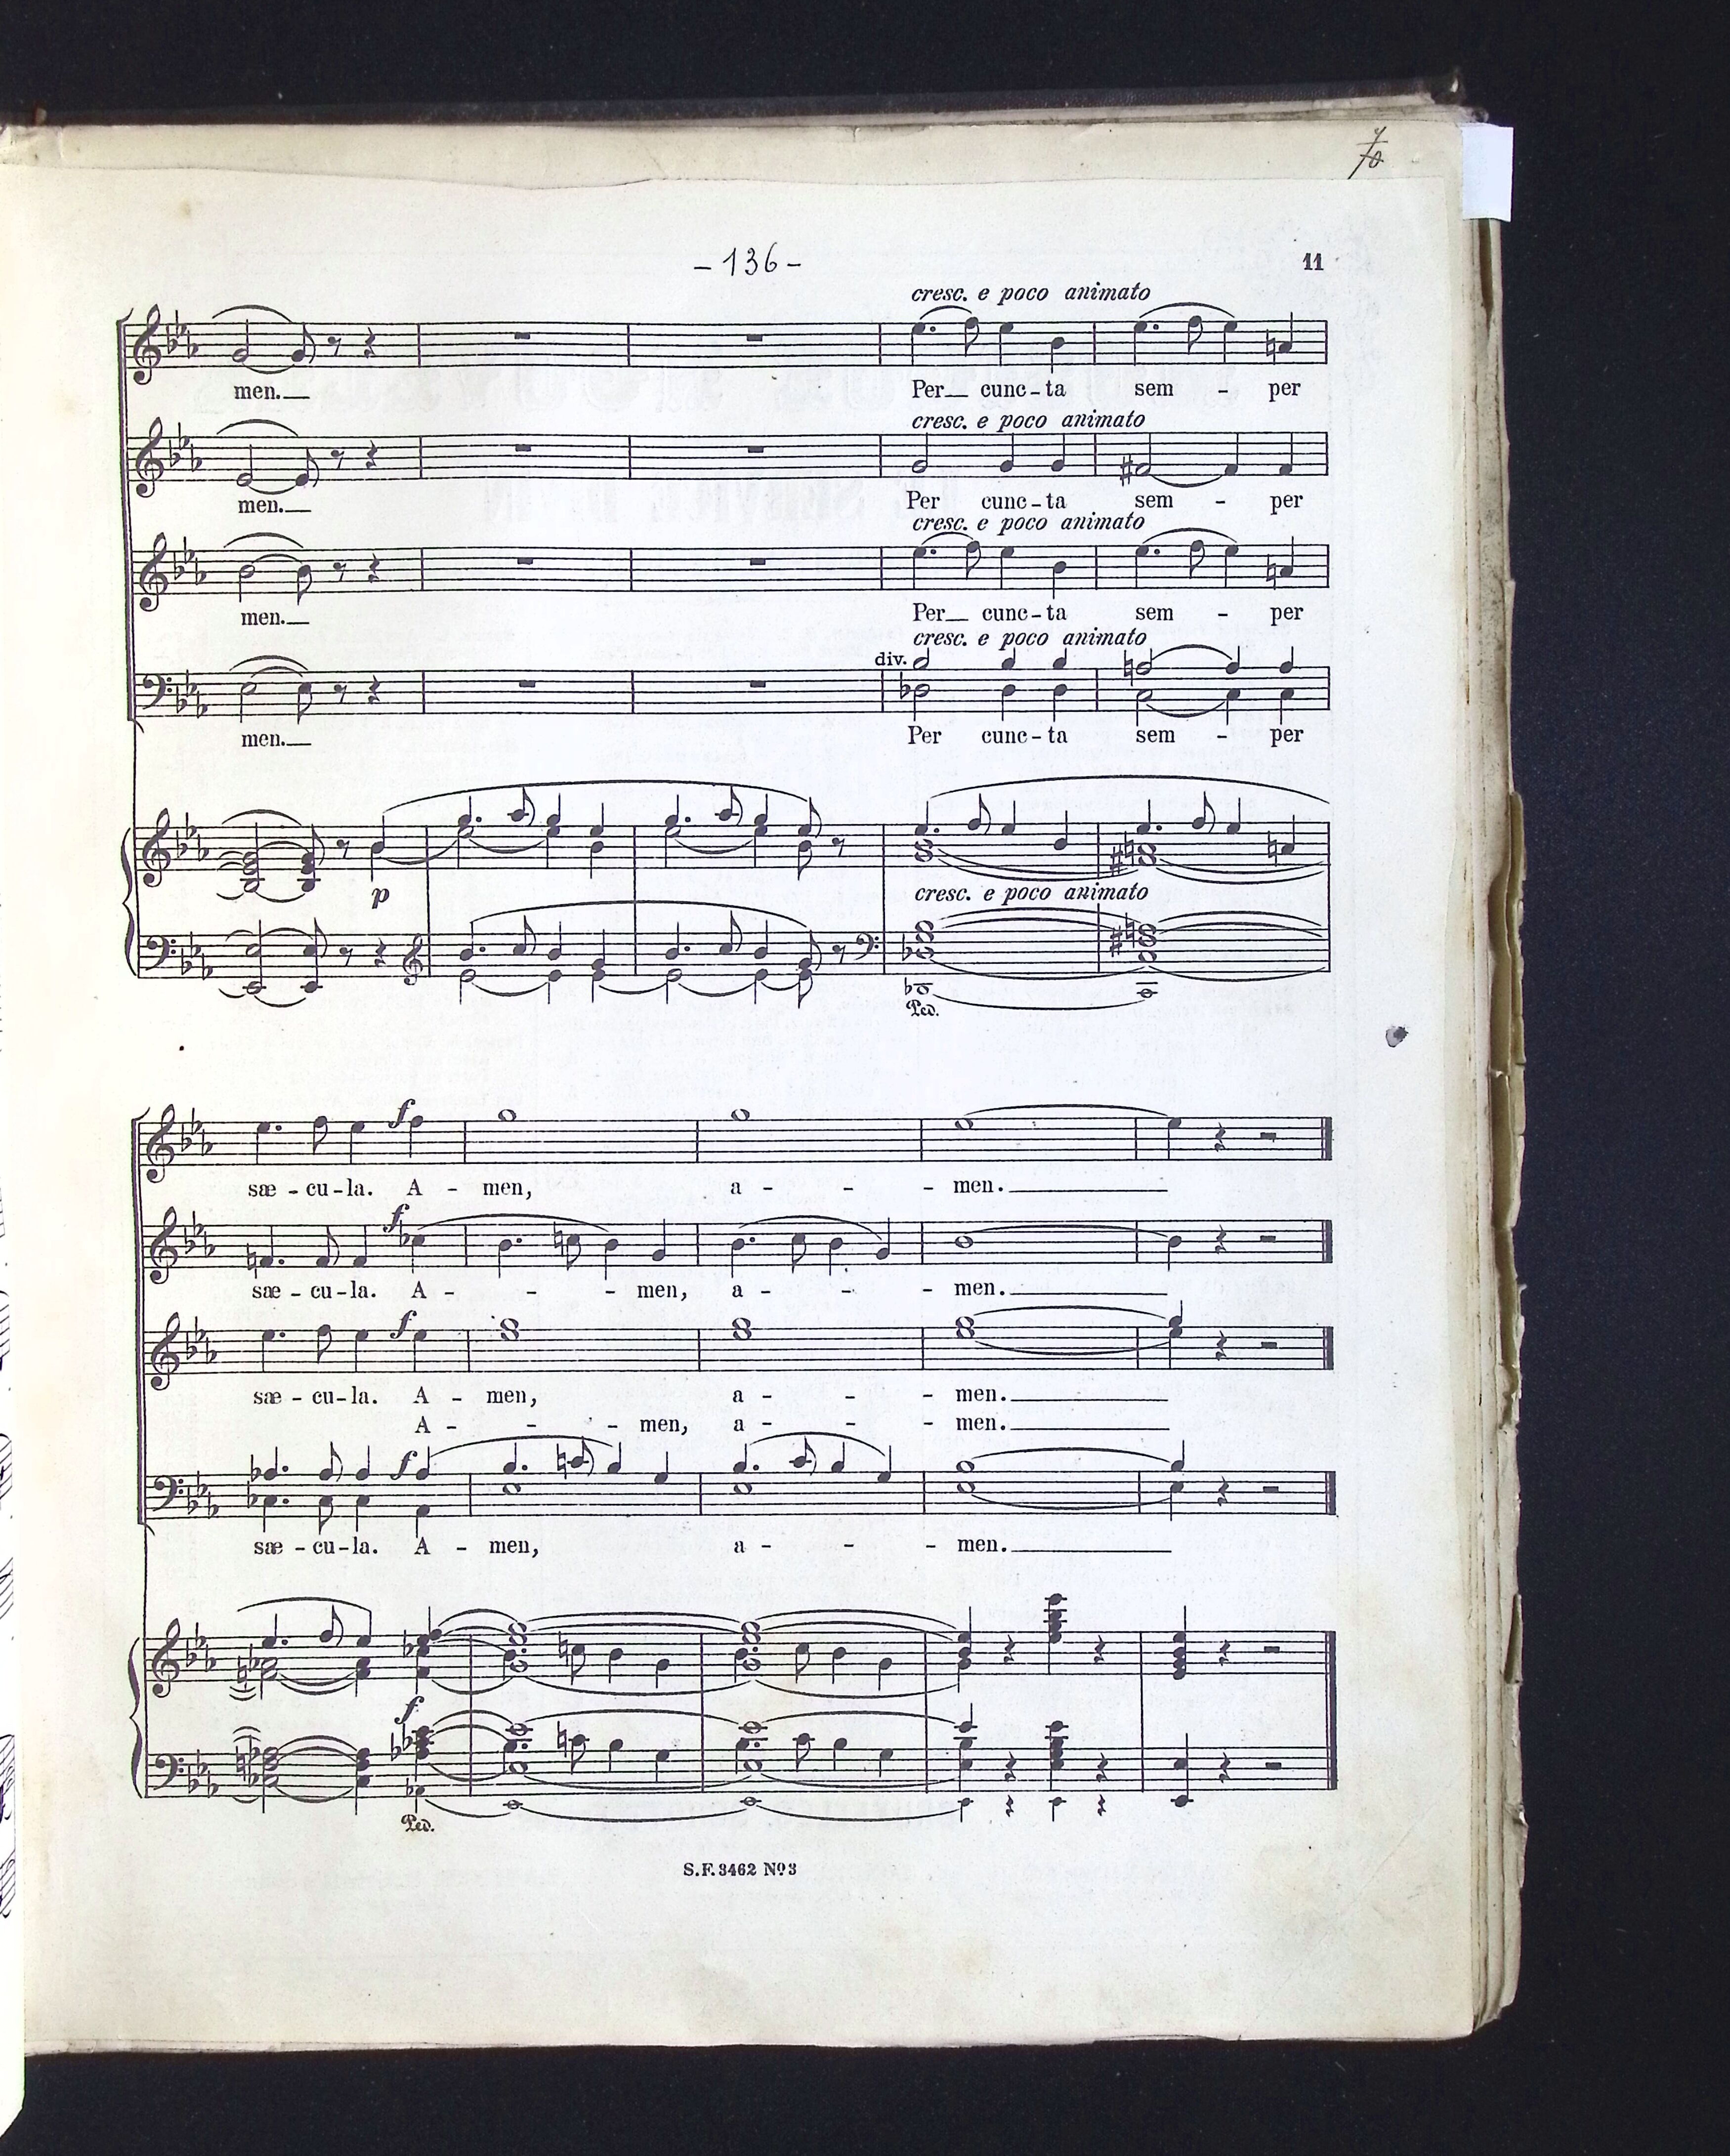 70
- 136 -
11
cresc. e poco animato
men.
Per cunc - ta sem - per
cresc. e poco animato
men.
Per cunc - ta sem - per
cresc. e poco animato
men.
Per cunc - ta sem - per
cresc. e poco animato
div.
men.
Per cunc - ta sem - per
p
cresc. e poco animato
Ped.
f
sæ - cu - la. A - men, a - - - men.
f
sæ - cu - la. A - - - men, a - - - men.
f
sæ - cu - la. A - men, a - - - men.
A - - - men, a - - - men.
f
sæ - cu - la. A - men, a - - - men.
f
Ped.
S.F. 3462 Nº 3